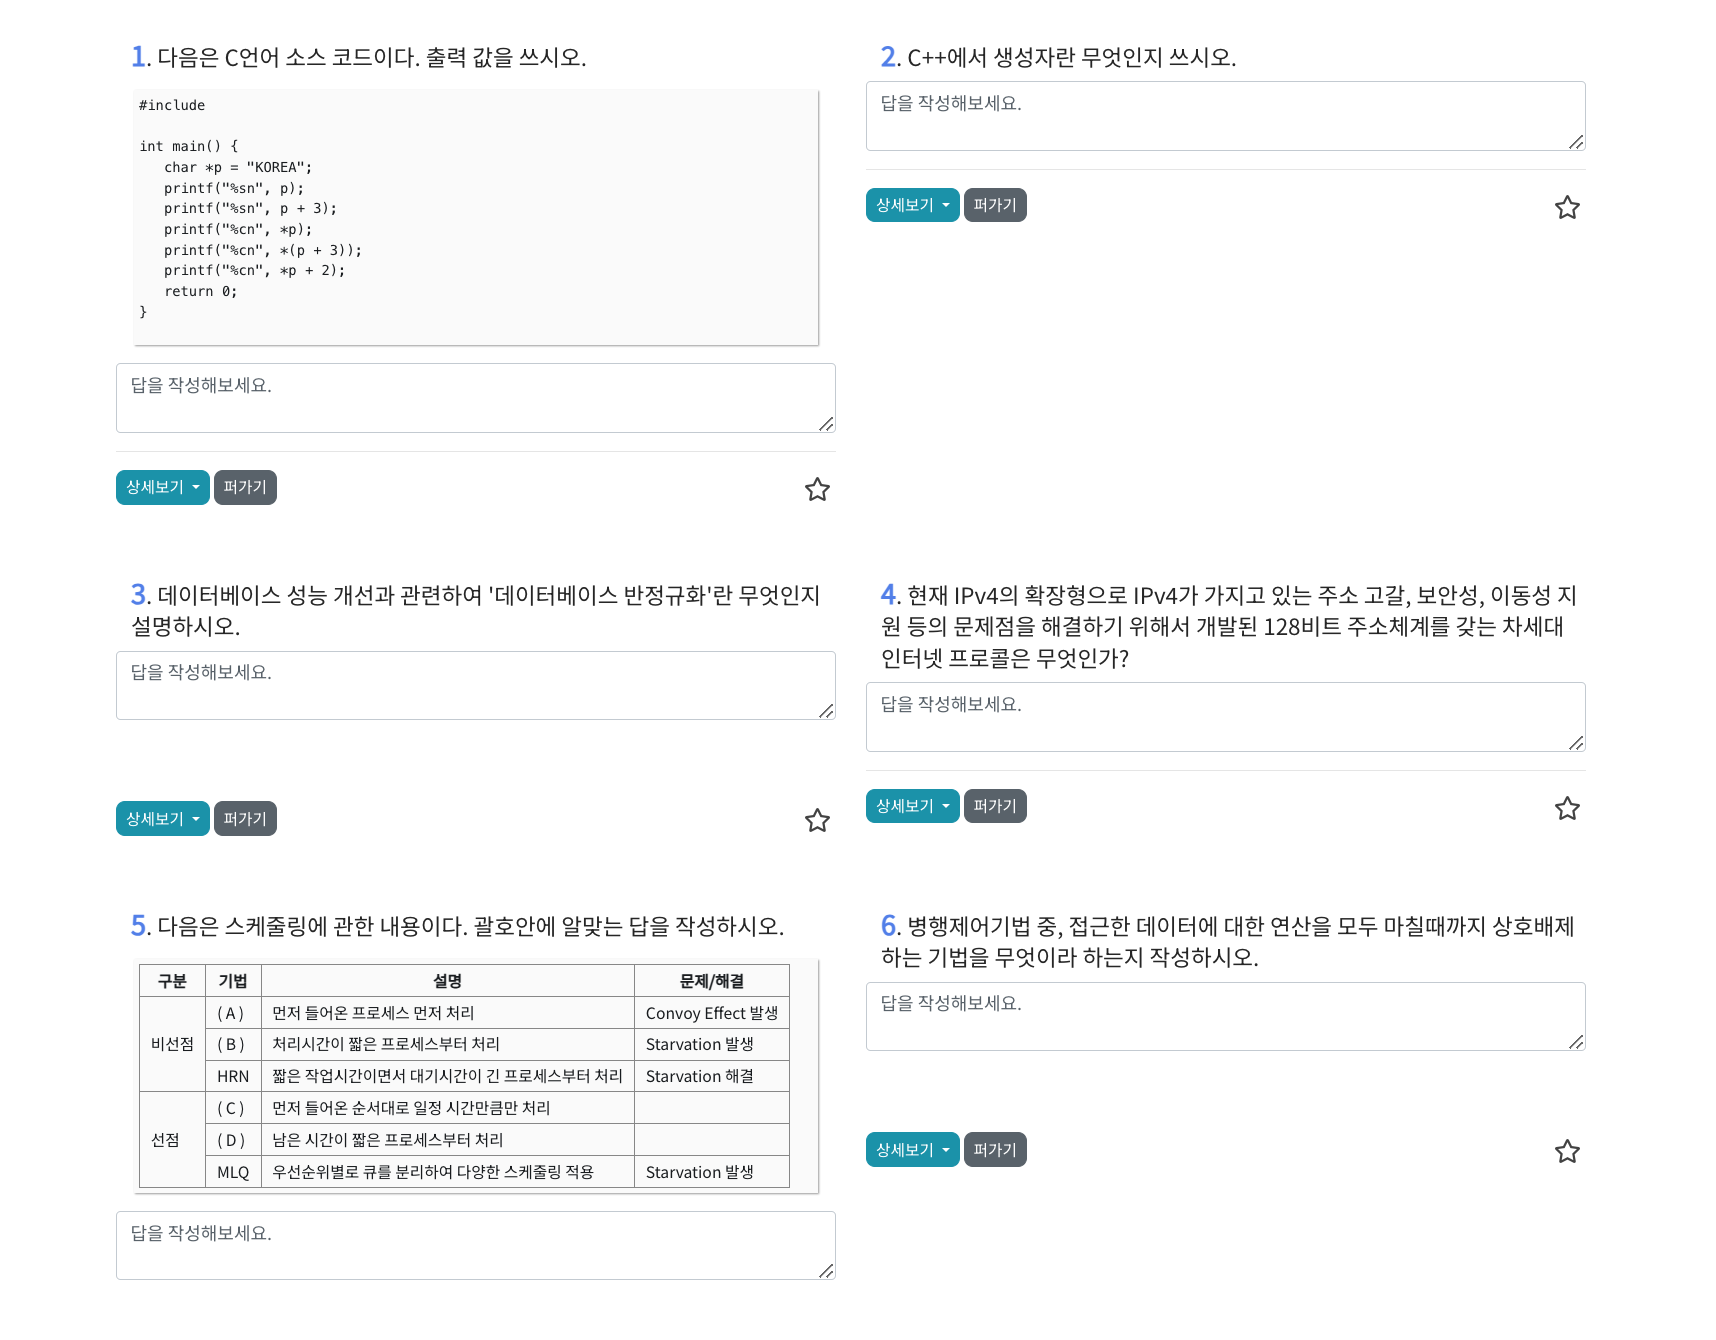 1. 다음은 C언어 소스 코드이다. 출력 값을 쓰시오.
#include
int main() {
char *p = "KOREA";
printf("%sn", p);
printf("%sn", p + 3);
printf("%cn", *p);
printf("%cn", *(p + 3));
printf("%cn", *p + 2);
return 0;
}
답을 작성해보세요.
상세보기 퍼가기
2. C++에서 생성자란 무엇인지 쓰시오.
답을 작성해보세요.
상세보기 퍼가기
3. 데이터베이스 성능 개선과 관련하여 '데이터베이스 반정규화'란 무엇인지
설명하시오.
답을 작성해보세요.
상세보기 퍼가기
4. 현재 IPv4의 확장형으로 IPv4가 가지고 있는 주소 고갈, 보안성, 이동성 지
원 등의 문제점을 해결하기 위해서 개발된 128비트 주소체계를 갖는 차세대
인터넷 프로콜은 무엇인가?
답을 작성해보세요.
상세보기 퍼가기
5. 다음은 스케줄링에 관한 내용이다. 괄호안에 알맞는 답을 작성하시오.
구분 기법 설명 문제/해결
비선점 ( A ) 먼저 들어온 프로세스 먼저 처리 Convoy Effect 발생
( B ) 처리시간이 짧은 프로세스부터 처리 Starvation 발생
HRN 짧은 작업시간이면서 대기시간이 긴 프로세스부터 처리 Starvation 해결
선점 ( C ) 먼저 들어온 순서대로 일정 시간만큼만 처리
( D ) 남은 시간이 짧은 프로세스부터 처리
MLQ 우선순위별로 큐를 분리하여 다양한 스케줄링 적용 Starvation 발생
답을 작성해보세요.
6. 병행제어기법 중, 접근한 데이터에 대한 연산을 모두 마칠때까지 상호배제
하는 기법을 무엇이라 하는지 작성하시오.
답을 작성해보세요.
상세보기 퍼가기